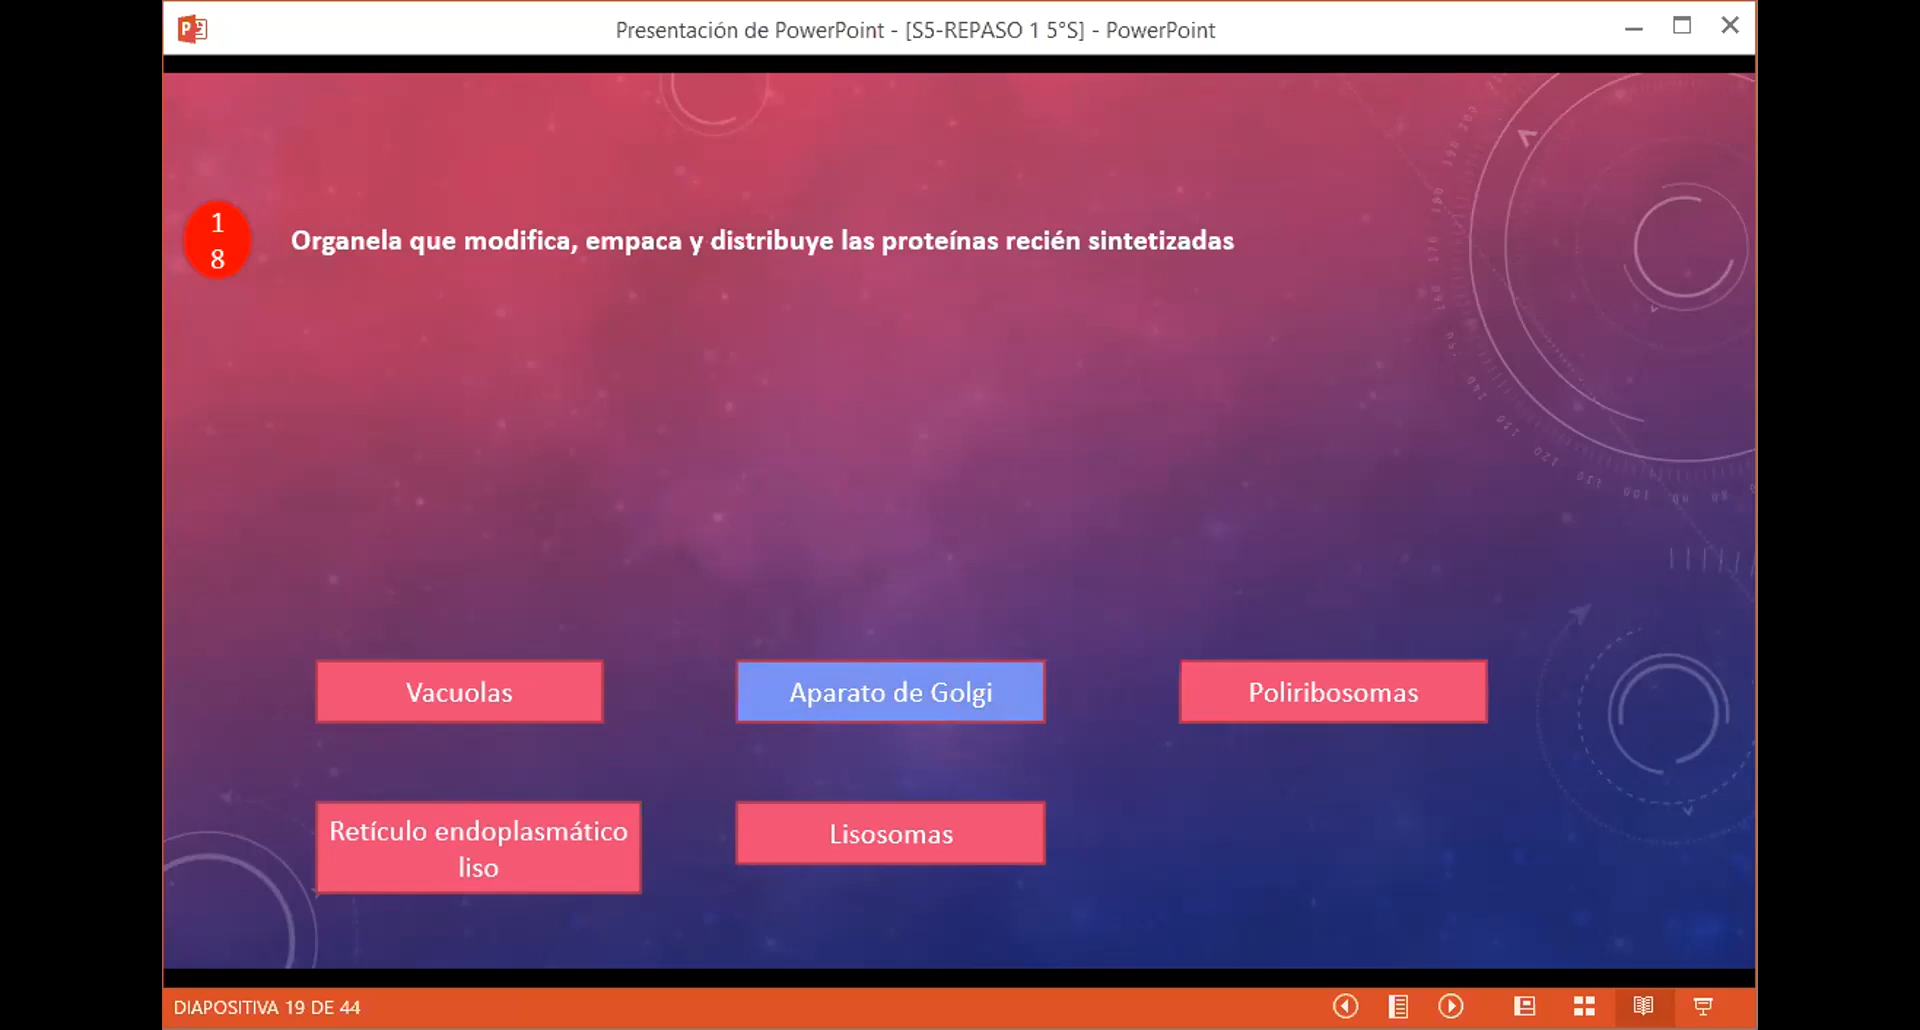 Presentación de PowerPoint - [S5-REPASO 1 5°S] - PowerPoint
1
8
Organela que modifica, empaca y distribuye las proteínas recién sintetizadas
Vacuolas
Aparato de Golgi
Poliribosomas
Retículo endoplasmático
liso
Lisosomas
DIAPOSITIVA 19 DE 44